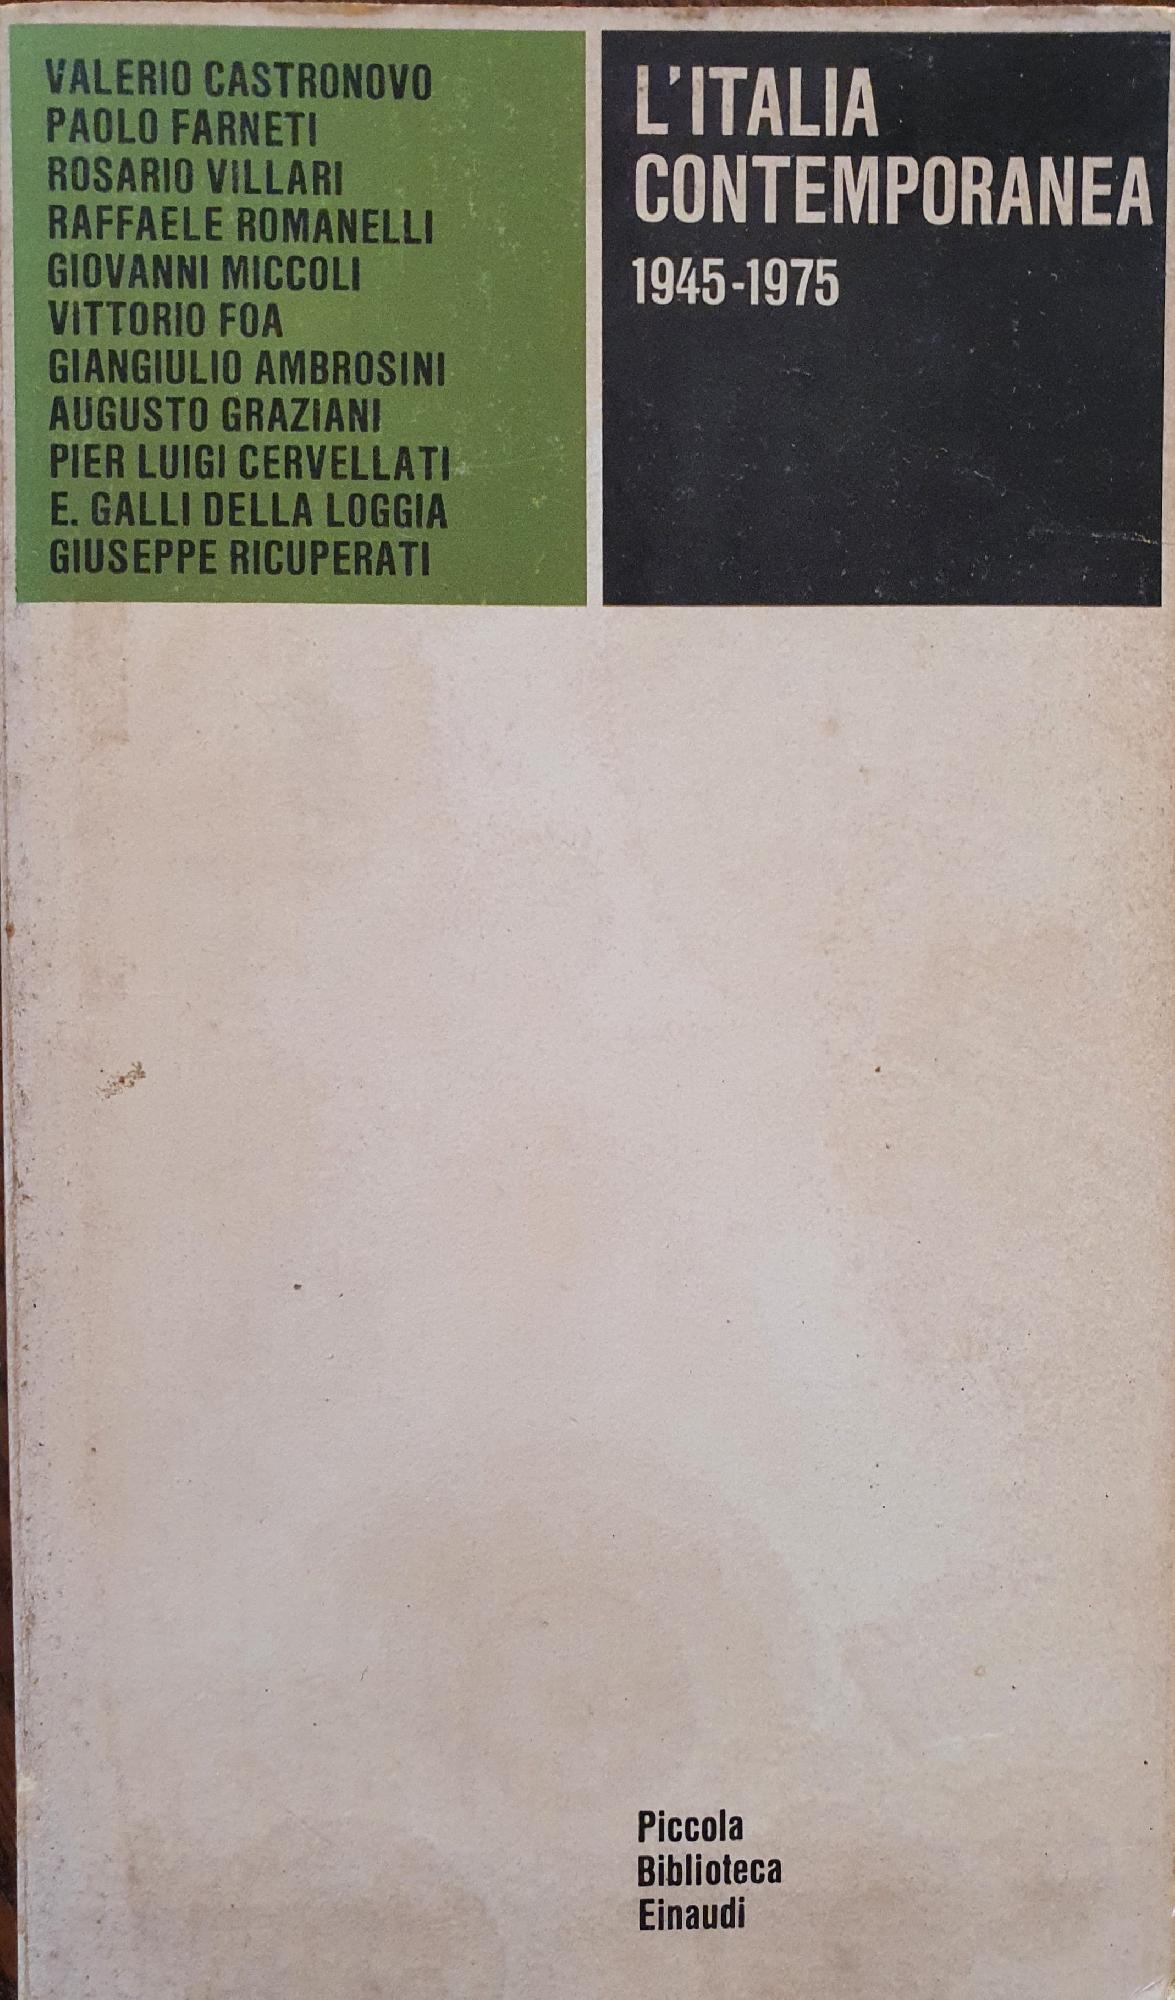 VALERIO CASTRONOVO
PAOLO FARNETI
ROSARIO VILLARI
RAFFAELE ROMANELLI
GIOVANNI MICCOLI
VITTORIO FOA
GIANGIULIO AMBROSINI
AUGUSTO GRAZIANI
PIER LUIGI CERVELLATI
E. GALLI DELLA LOGGIA
GIUSEPPE RICUPERATI
L'ITALIA
CONTEMPORANEA
1945-1975
Piccola
Biblioteca
Einaudi